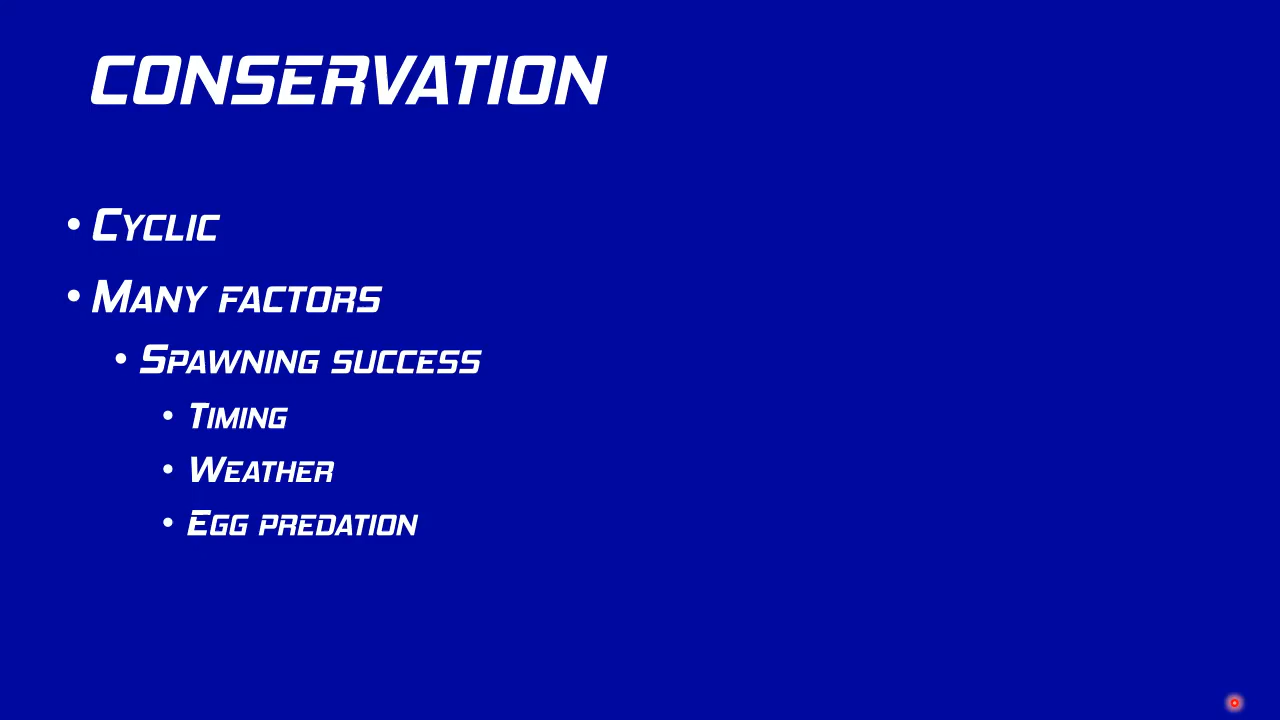 CONSERVATION
• Cyclic
• Many factors
• Spawning success
• Timing
• Weather
• Egg predation